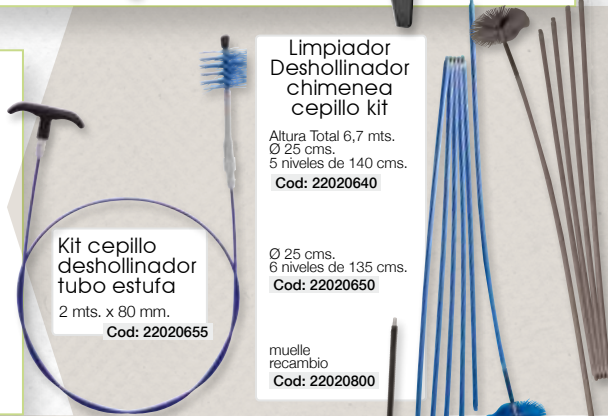 Limpiador
Deshollinador
chimenea
cepillo kit
Altura Total 6,7 mts.
Ø 25 cms.
5 niveles de 140 cms.
Cod: 22020640
Ø 25 cms.
6 niveles de 135 cms.
Cod: 22020650
muelle
recambio
Cod: 22020800
Kit cepillo
deshollinador
tubo estufa
2 mts. x 80 mm.
Cod: 22020655